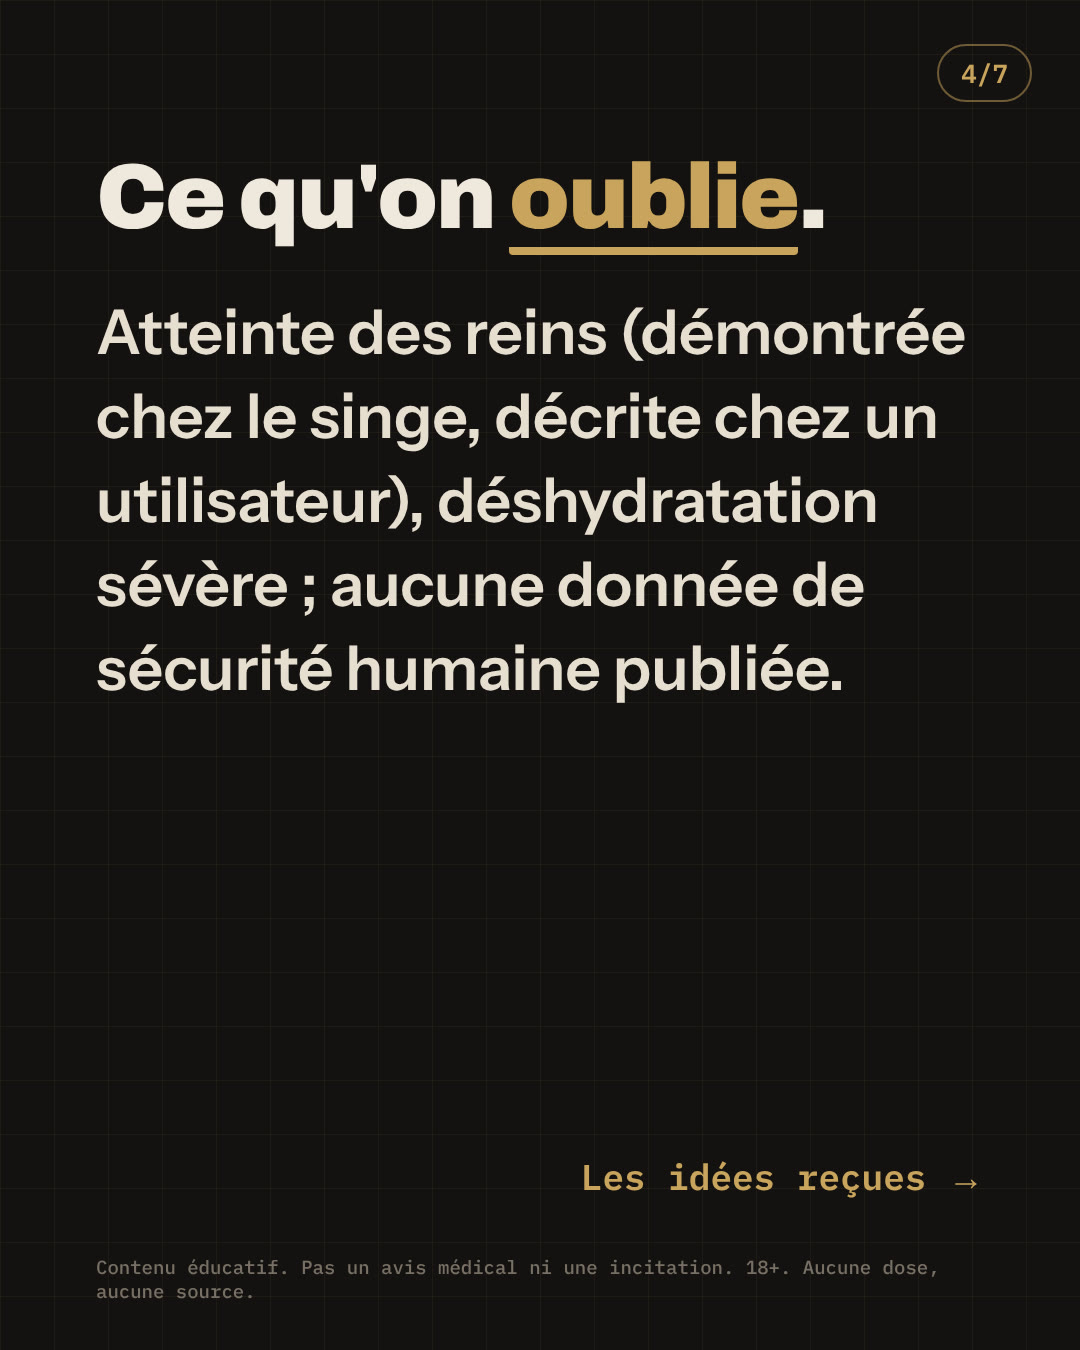 4/7
Ce qu'on oublie.
Atteinte des reins (démontrée
chez le singe, décrite chez un
utilisateur), déshydratation
sévère ; aucune donnée de
sécurité humaine publiée.
Les idées reçues →
Contenu éducatif. Pas un avis médical ni une incitation. 18+. Aucune dose,
aucune source.